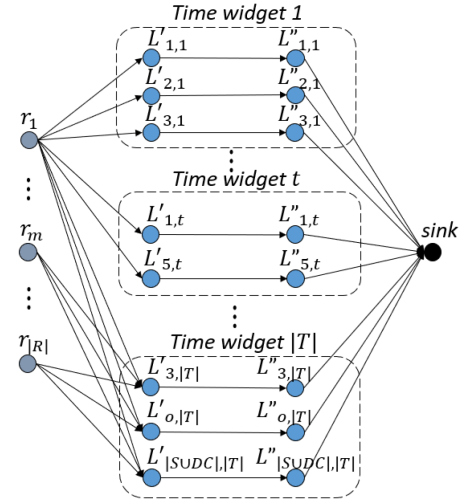 Time widget 1
L'1,1 L"1,1
L'2,1 L"2,1
L'3,1 L"3,1
r1
Time widget t
L'1,t L"1,t
L'5,t L"5,t
rm
sink
r|R|
Time widget |T|
L'3,|T| L"3,|T|
L'o,|T| L"o,|T|
L'|S∪DC|,|T| L"|S∪DC|,|T|